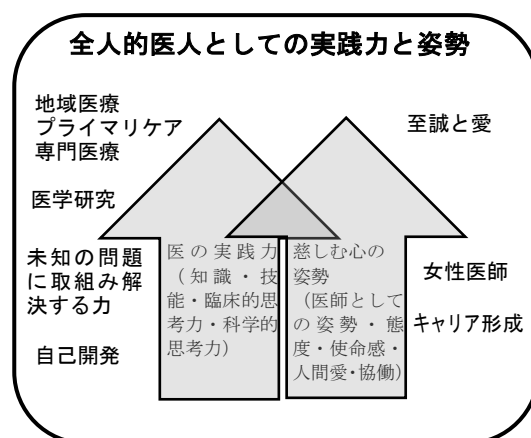 全人的医人としての実践力と姿勢
地域医療
プライマリケア
専門医療
医学研究
未知の問題
に取組み解
決する力
自己開発
医の実践力
（知識・技
能・臨床的思
考力・科学的
思考力）
慈しむ心の
姿勢
（医師として
の姿勢・態
度・使命感・
人間愛・協働）
至誠と愛
女性医師
キャリア形成